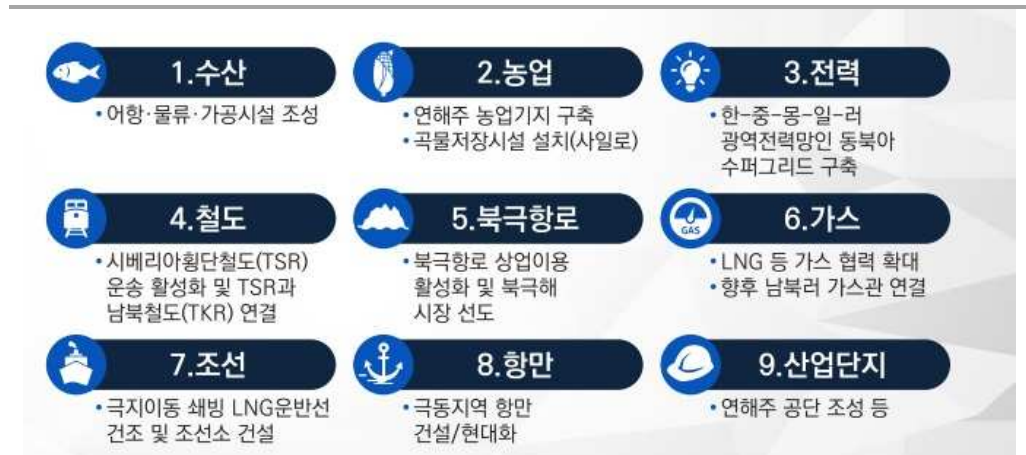 1.수산
• 어항·물류·가공시설 조성
2.농업
• 연해주 농업기지 구축
• 곡물저장시설 설치(사일로)
3.전력
• 한-중-몽-일-러
광역전력망인 동북아
수퍼그리드 구축
4.철도
• 시베리아횡단철도(TSR)
운송 활성화 및 TSR과
남북철도(TKR) 연결
5.북극항로
• 북극항로 상업이용
활성화 및 북극해
시장 선도
GAS
6.가스
• LNG 등 가스 협력 확대
• 향후 남북러 가스관 연결
7.조선
• 극지이동 쇄빙 LNG운반선
건조 및 조선소 건설
8.항만
• 극동지역 항만
건설/현대화
9.산업단지
• 연해주 공단 조성 등